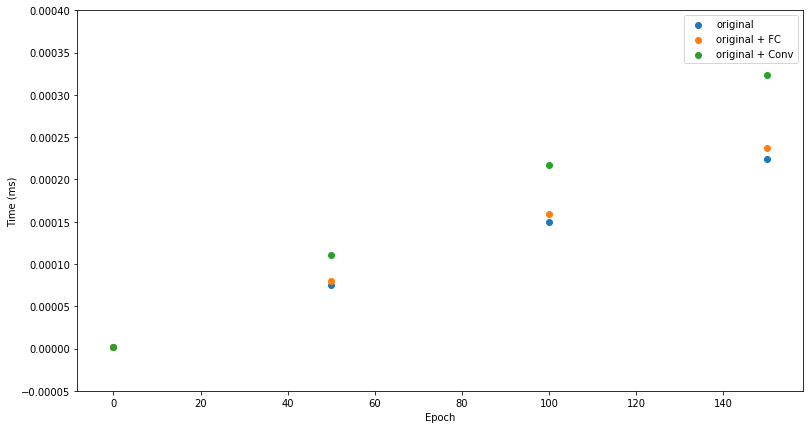 original
original + FC
original + Conv
0.00040
0.00035
0.00030
0.00025
0.00020
0.00015
0.00010
0.00005
0.00000
−0.00005
Time (ms)
0 20 40 60 80 100 120 140
Epoch